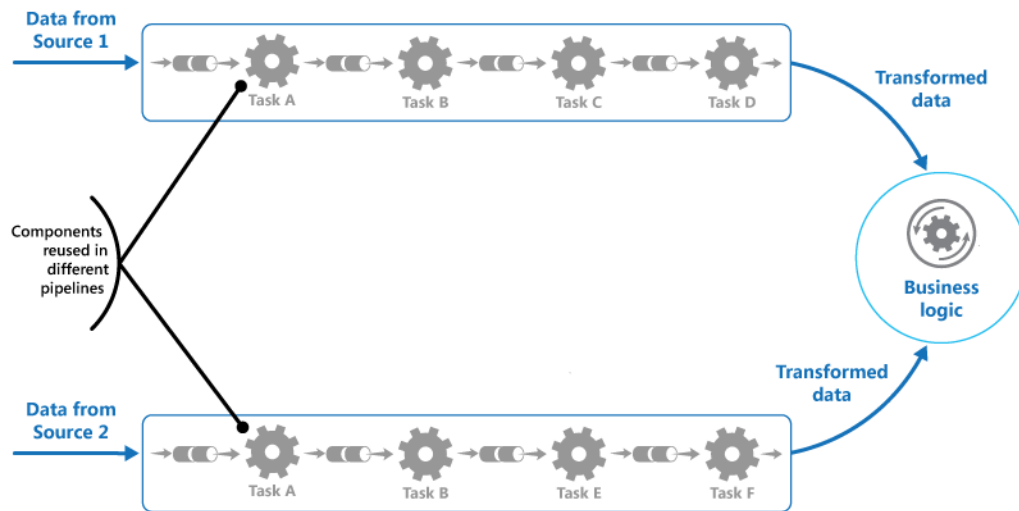 Data from
Source 1
Task A
Task B
Task C
Task D
Transformed
data
Components
reused in
different
pipelines
Business
logic
Transformed
data
Data from
Source 2
Task A
Task B
Task E
Task F